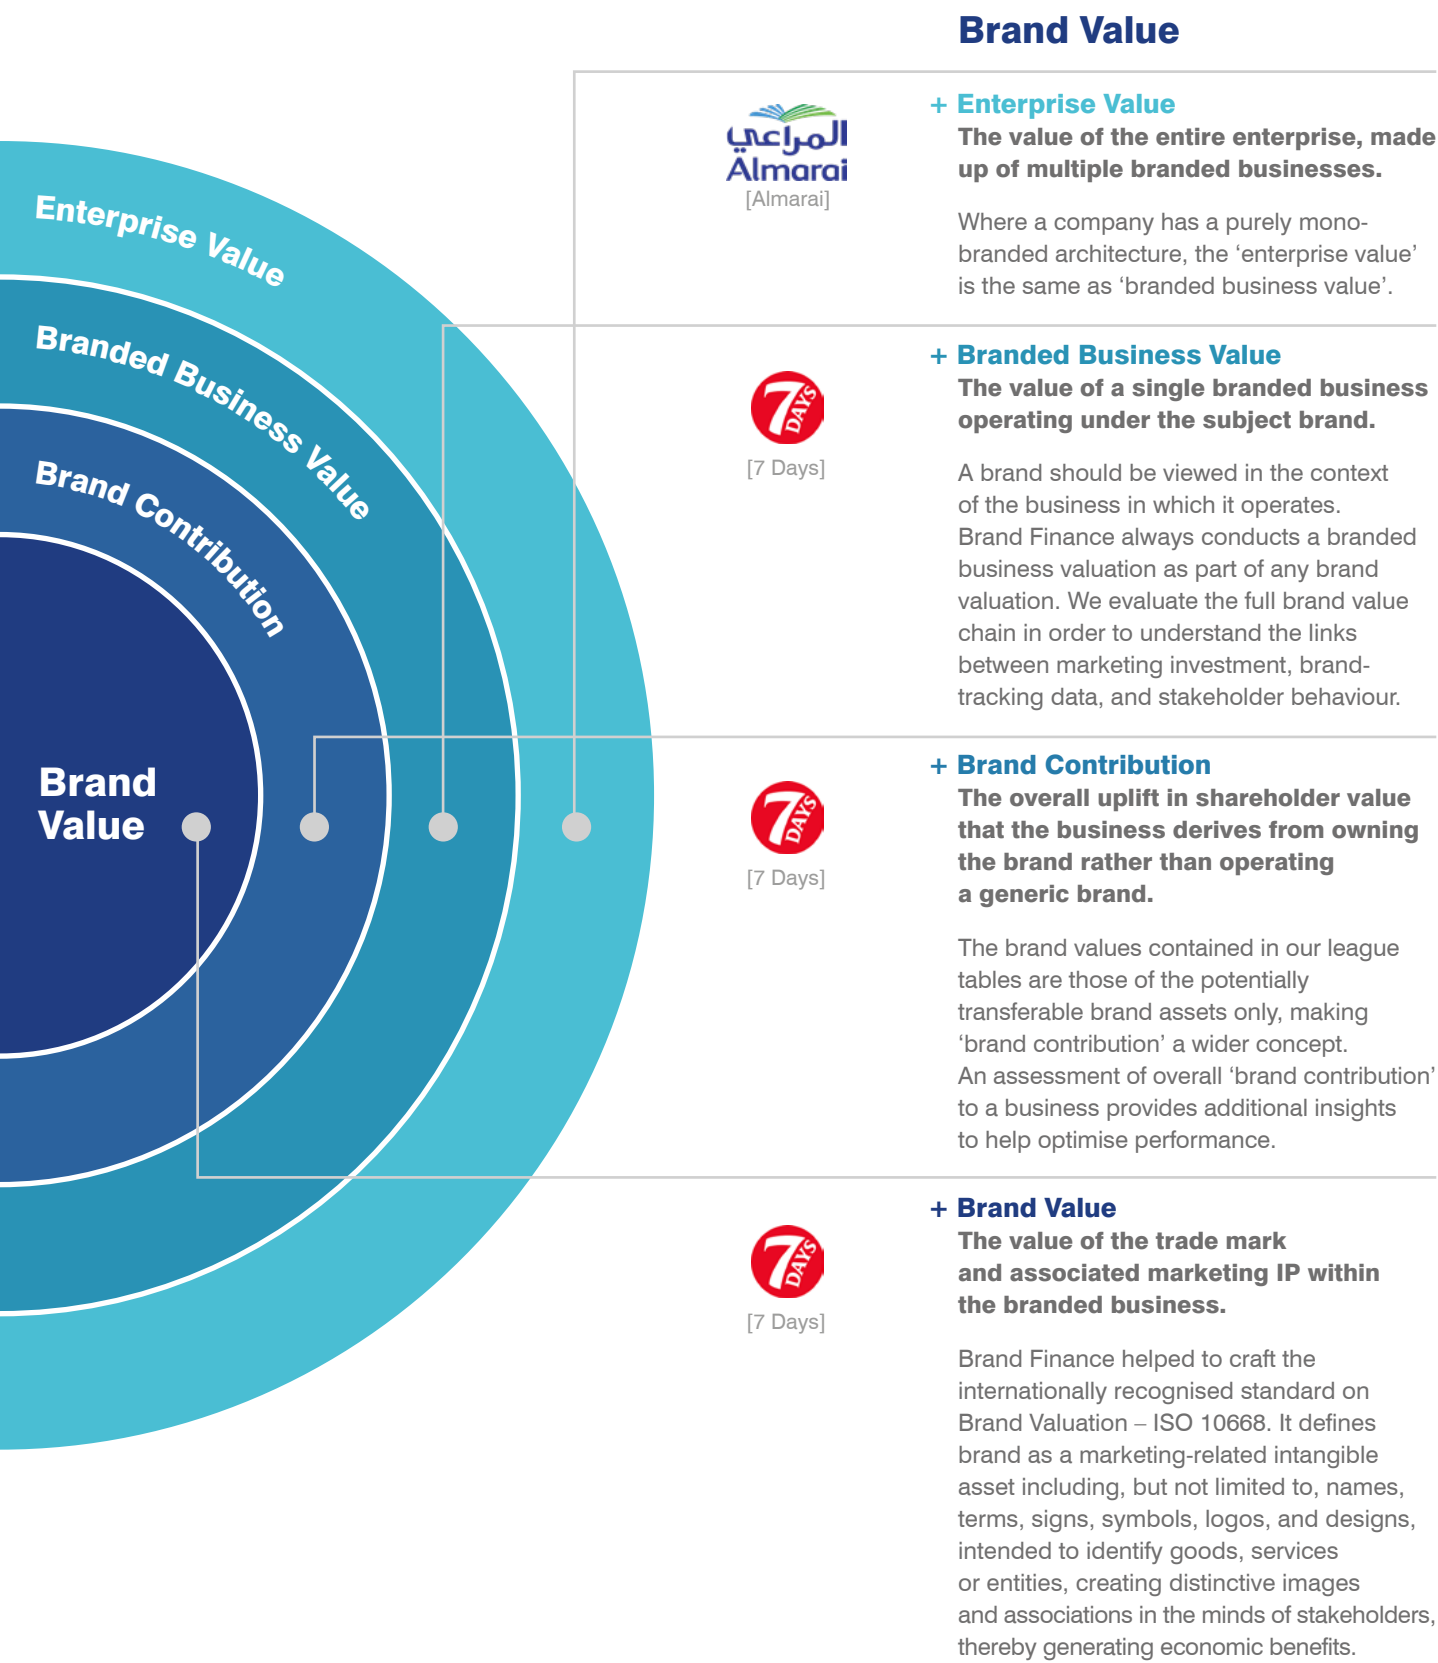 Brand Value
Enterprise Value
Branded Business Value
Brand Contribution
Brand
Value
المراعي
Almarai
[Almarai]
+ Enterprise Value
The value of the entire enterprise, made
up of multiple branded businesses.
Where a company has a purely mono-
branded architecture, the ‘enterprise value’
is the same as ‘branded business value’.
7
DAYS
[7 Days]
+ Branded Business Value
The value of a single branded business
operating under the subject brand.
A brand should be viewed in the context
of the business in which it operates.
Brand Finance always conducts a branded
business valuation as part of any brand
valuation. We evaluate the full brand value
chain in order to understand the links
between marketing investment, brand-
tracking data, and stakeholder behaviour.
7
DAYS
[7 Days]
+ Brand Contribution
The overall uplift in shareholder value
that the business derives from owning
the brand rather than operating
a generic brand.
The brand values contained in our league
tables are those of the potentially
transferable brand assets only, making
‘brand contribution’ a wider concept.
An assessment of overall ‘brand contribution’
to a business provides additional insights
to help optimise performance.
7
DAYS
[7 Days]
+ Brand Value
The value of the trade mark
and associated marketing IP within
the branded business.
Brand Finance helped to craft the
internationally recognised standard on
Brand Valuation – ISO 10668. It defines
brand as a marketing-related intangible
asset including, but not limited to, names,
terms, signs, symbols, logos, and designs,
intended to identify goods, services
or entities, creating distinctive images
and associations in the minds of stakeholders,
thereby generating economic benefits.